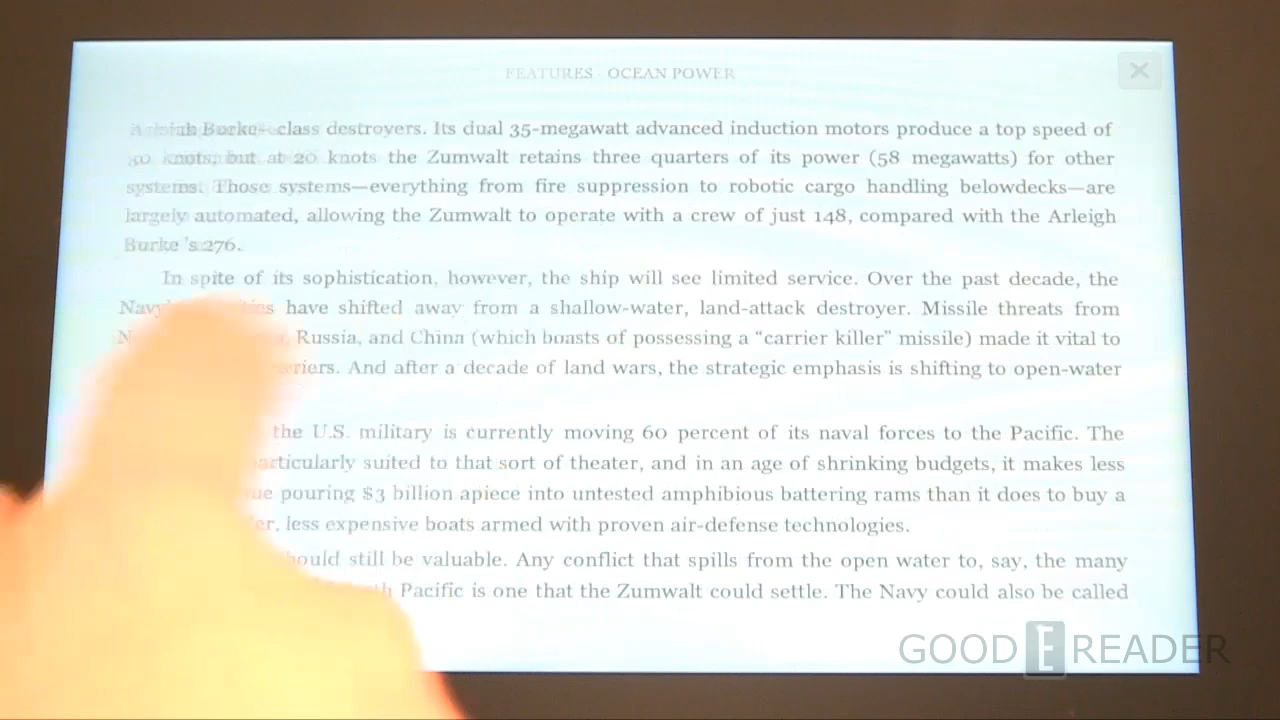 FEATURES · OCEAN POWER
Arleigh Burke–class destroyers. Its dual 35-megawatt advanced induction motors produce a top speed of
30 knots, but at 20 knots the Zumwalt retains three quarters of its power (58 megawatts) for other
systems. Those systems—everything from fire suppression to robotic cargo handling belowdecks—are
largely automated, allowing the Zumwalt to operate with a crew of just 148, compared with the Arleigh
Burke 's 276.
In spite of its sophistication, however, the ship will see limited service. Over the past decade, the
have shifted away from a shallow-water, land-attack destroyer. Missile threats from
Russia, and China (which boasts of possessing a “carrier killer” missile) made it vital to
And after a decade of land wars, the strategic emphasis is shifting to open-water
the U.S. military is currently moving 60 percent of its naval forces to the Pacific. The
particularly suited to that sort of theater, and in an age of shrinking budgets, it makes less
pouring $3 billion apiece into untested amphibious battering rams than it does to buy a
less expensive boats armed with proven air-defense technologies.
should still be valuable. Any conflict that spills from the open water to, say, the many
Pacific is one that the Zumwalt could settle. The Navy could also be called
GOOD E READER